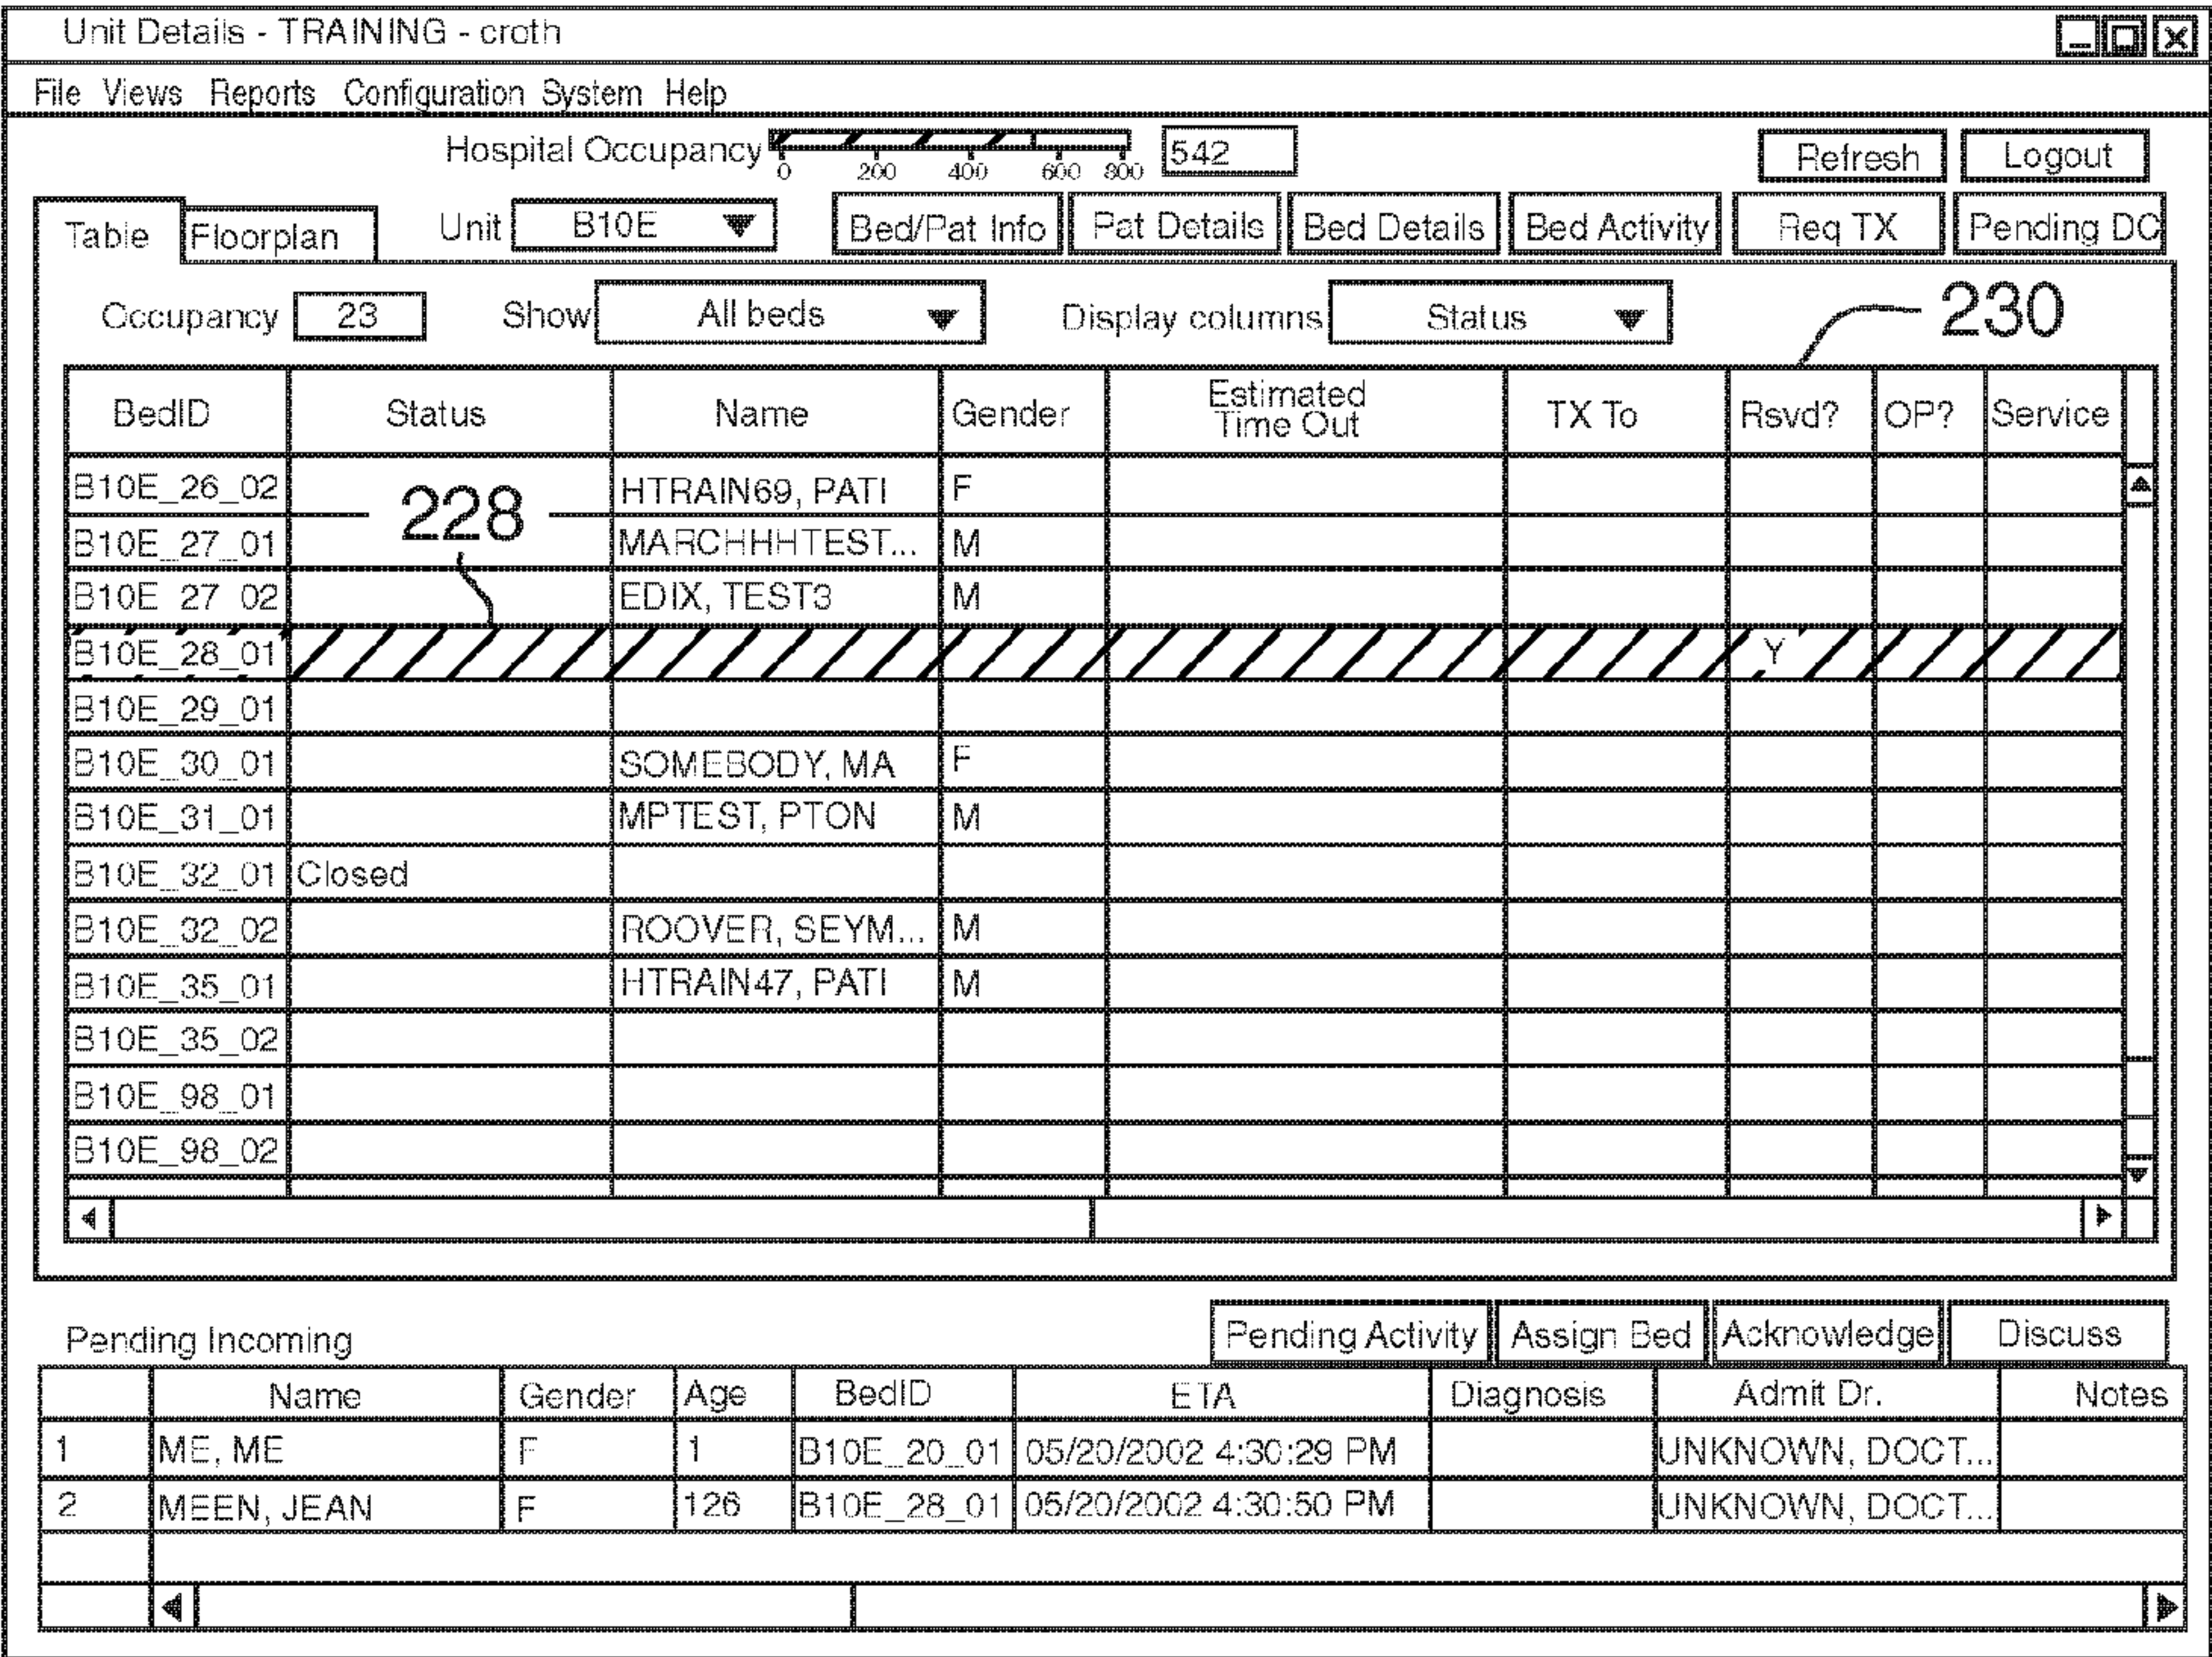 Unit Details - TRAINING - croth
File Views Reports Configuration System Help
Hospital Occupancy 0 200 400 600 800 542 Refresh Logout
Table Floorplan Unit B10E Bed/Pat Info Pat Details Bed Details Bed Activity Req TX Pending DC
Occupancy 23 Show All beds Display columns Status 230
BedID Status Name Gender Estimated Time Out TX To Rsvd? OP? Service
B10E_26_02 HTRAIN69, PATI F
228
B10E_27_01 MARCHHHTEST... M
B10E_27_02 EDIX, TEST3 M
B10E_28_01 Y
B10E_29_01
B10E_30_01 SOMEBODY, MA F
B10E_31_01 MPTEST, PTON M
B10E_32_01 Closed
B10E_32_02 ROOVER, SEYM... M
B10E_35_01 HTRAIN47, PATI M
B10E_35_02
B10E_98_01
B10E_98_02
Pending Incoming Pending Activity Assign Bed Acknowledge Discuss
Name Gender Age BedID ETA Diagnosis Admit Dr. Notes
1 ME, ME F 1 B10E_20_01 05/20/2002 4:30:29 PM UNKNOWN, DOCT...
2 MEEN, JEAN F 126 B10E_28_01 05/20/2002 4:30:50 PM UNKNOWN, DOCT...